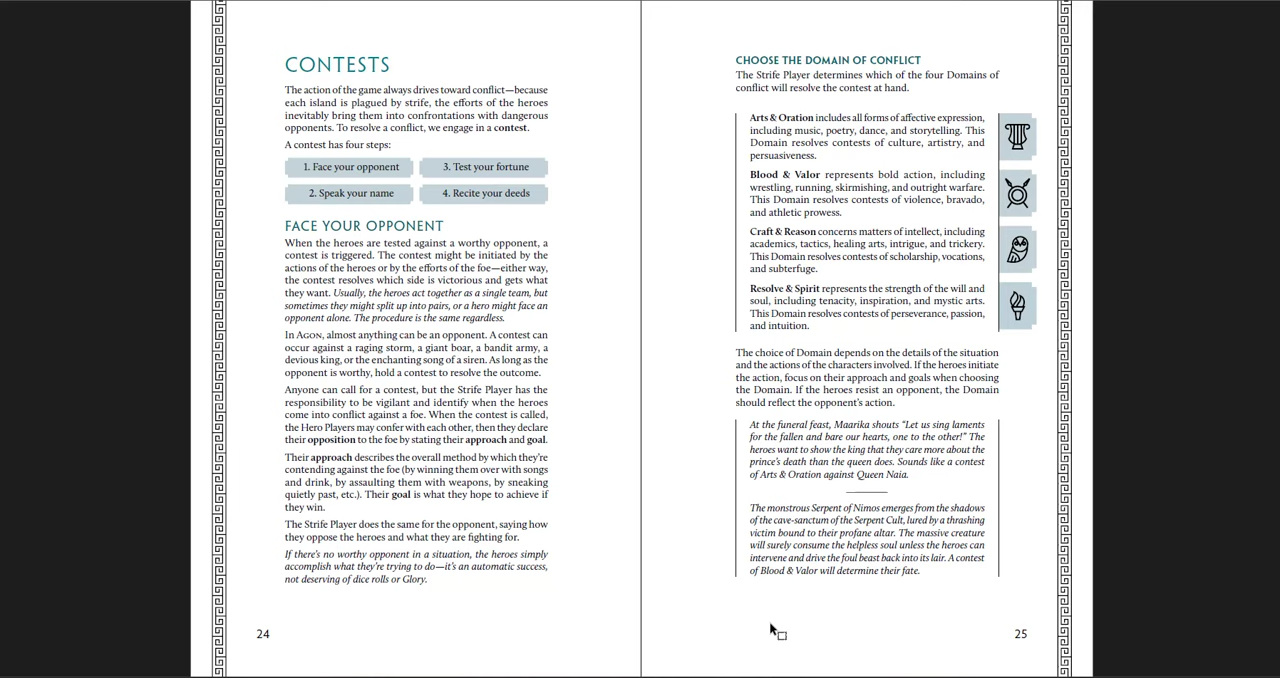 CONTESTS
The action of the game always drives toward conflict—because
each island is plagued by strife, the efforts of the heroes
inevitably bring them into confrontations with dangerous
opponents. To resolve a conflict, we engage in a contest.
A contest has four steps:
1. Face your opponent
3. Test your fortune
2. Speak your name
4. Recite your deeds
FACE YOUR OPPONENT
When the heroes are tested against a worthy opponent, a
contest is triggered. The contest might be initiated by the
actions of the heroes or by the efforts of the foe—either way,
the contest resolves which side is victorious and gets what
they want. Usually, the heroes act together as a single team, but
sometimes they might split up into pairs, or a hero might face an
opponent alone. The procedure is the same regardless.
In AGON, almost anything can be an opponent. A contest can
occur against a raging storm, a giant boar, a bandit army, a
devious king, or the enchanting song of a siren. As long as the
opponent is worthy, hold a contest to resolve the outcome.
Anyone can call for a contest, but the Strife Player has the
responsibility to be vigilant and identify when the heroes
come into conflict against a foe. When the contest is called,
the Hero Players may confer with each other, then they declare
their opposition to the foe by stating their approach and goal.
Their approach describes the overall method by which they're
contending against the foe (by winning them over with songs
and drink, by assaulting them with weapons, by sneaking
quietly past, etc.). Their goal is what they hope to achieve if
they win.
The Strife Player does the same for the opponent, saying how
they oppose the heroes and what they are fighting for.
If there's no worthy opponent in a situation, the heroes simply
accomplish what they're trying to do—it's an automatic success,
not deserving of dice rolls or Glory.
24
CHOOSE THE DOMAIN OF CONFLICT
The Strife Player determines which of the four Domains of
conflict will resolve the contest at hand.
Arts & Oration includes all forms of affective expression,
including music, poetry, dance, and storytelling. This
Domain resolves contests of culture, artistry, and
persuasiveness.
Blood & Valor represents bold action, including
wrestling, running, skirmishing, and outright warfare.
This Domain resolves contests of violence, bravado,
and athletic prowess.
Craft & Reason concerns matters of intellect, including
academics, tactics, healing arts, intrigue, and trickery.
This Domain resolves contests of scholarship, vocations,
and subterfuge.
Resolve & Spirit represents the strength of the will and
soul, including tenacity, inspiration, and mystic arts.
This Domain resolves contests of perseverance, passion,
and intuition.
The choice of Domain depends on the details of the situation
and the actions of the characters involved. If the heroes initiate
the action, focus on their approach and goals when choosing
the Domain. If the heroes resist an opponent, the Domain
should reflect the opponent's action.
At the funeral feast, Maarika shouts "Let us sing laments
for the fallen and bare our hearts, one to the other!" The
heroes want to show the king that they care more about the
prince's death than the queen does. Sounds like a contest
of Arts & Oration against Queen Naia.
The monstrous Serpent of Nimos emerges from the shadows
of the cave-sanctum of the Serpent Cult, lured by a thrashing
victim bound to their profane altar. The massive creature
will surely consume the helpless soul unless the heroes can
intervene and drive the foul beast back into its lair. A contest
of Blood & Valor will determine their fate.
25